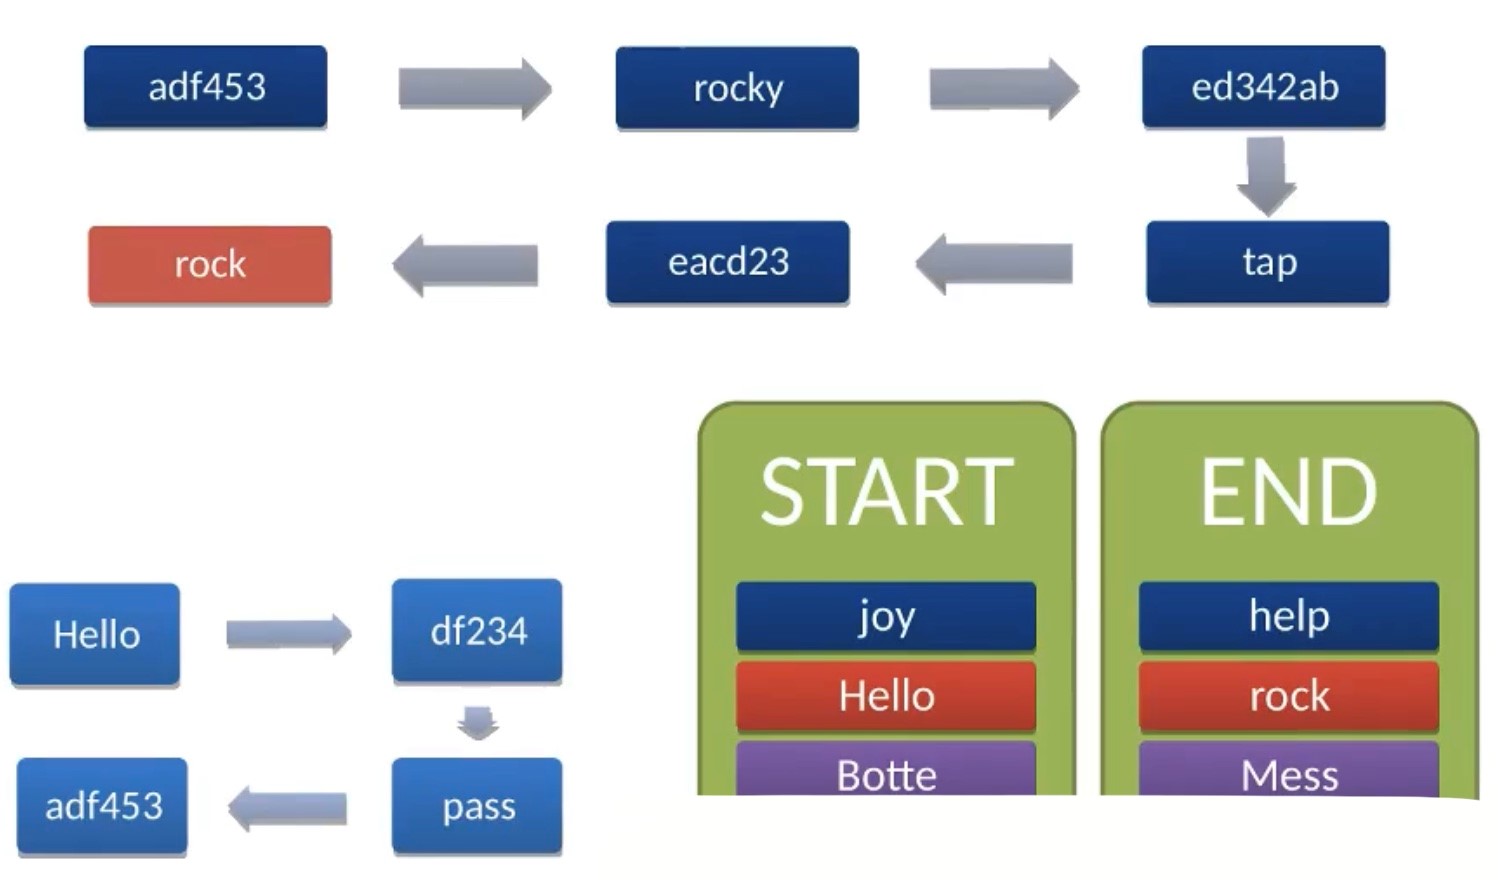 adf453
rocky
ed342ab
rock
eacd23
tap
START
END
joy
help
Hello
rock
Botte
Mess
Hello
df234
adf453
pass